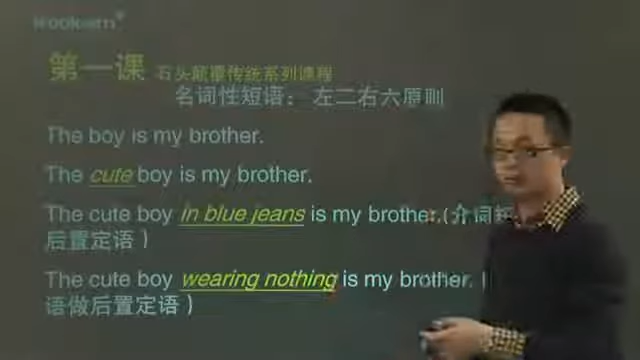 koolearn
第一课 石头颠覆传统系列课程
名词性短语： 左二右六原则
The boy is my brother.
The cute boy is my brother.
The cute boy in blue jeans is my brother.(介词
后置定语 )
The cute boy wearing nothing is my brother. (
语做后置定语 )